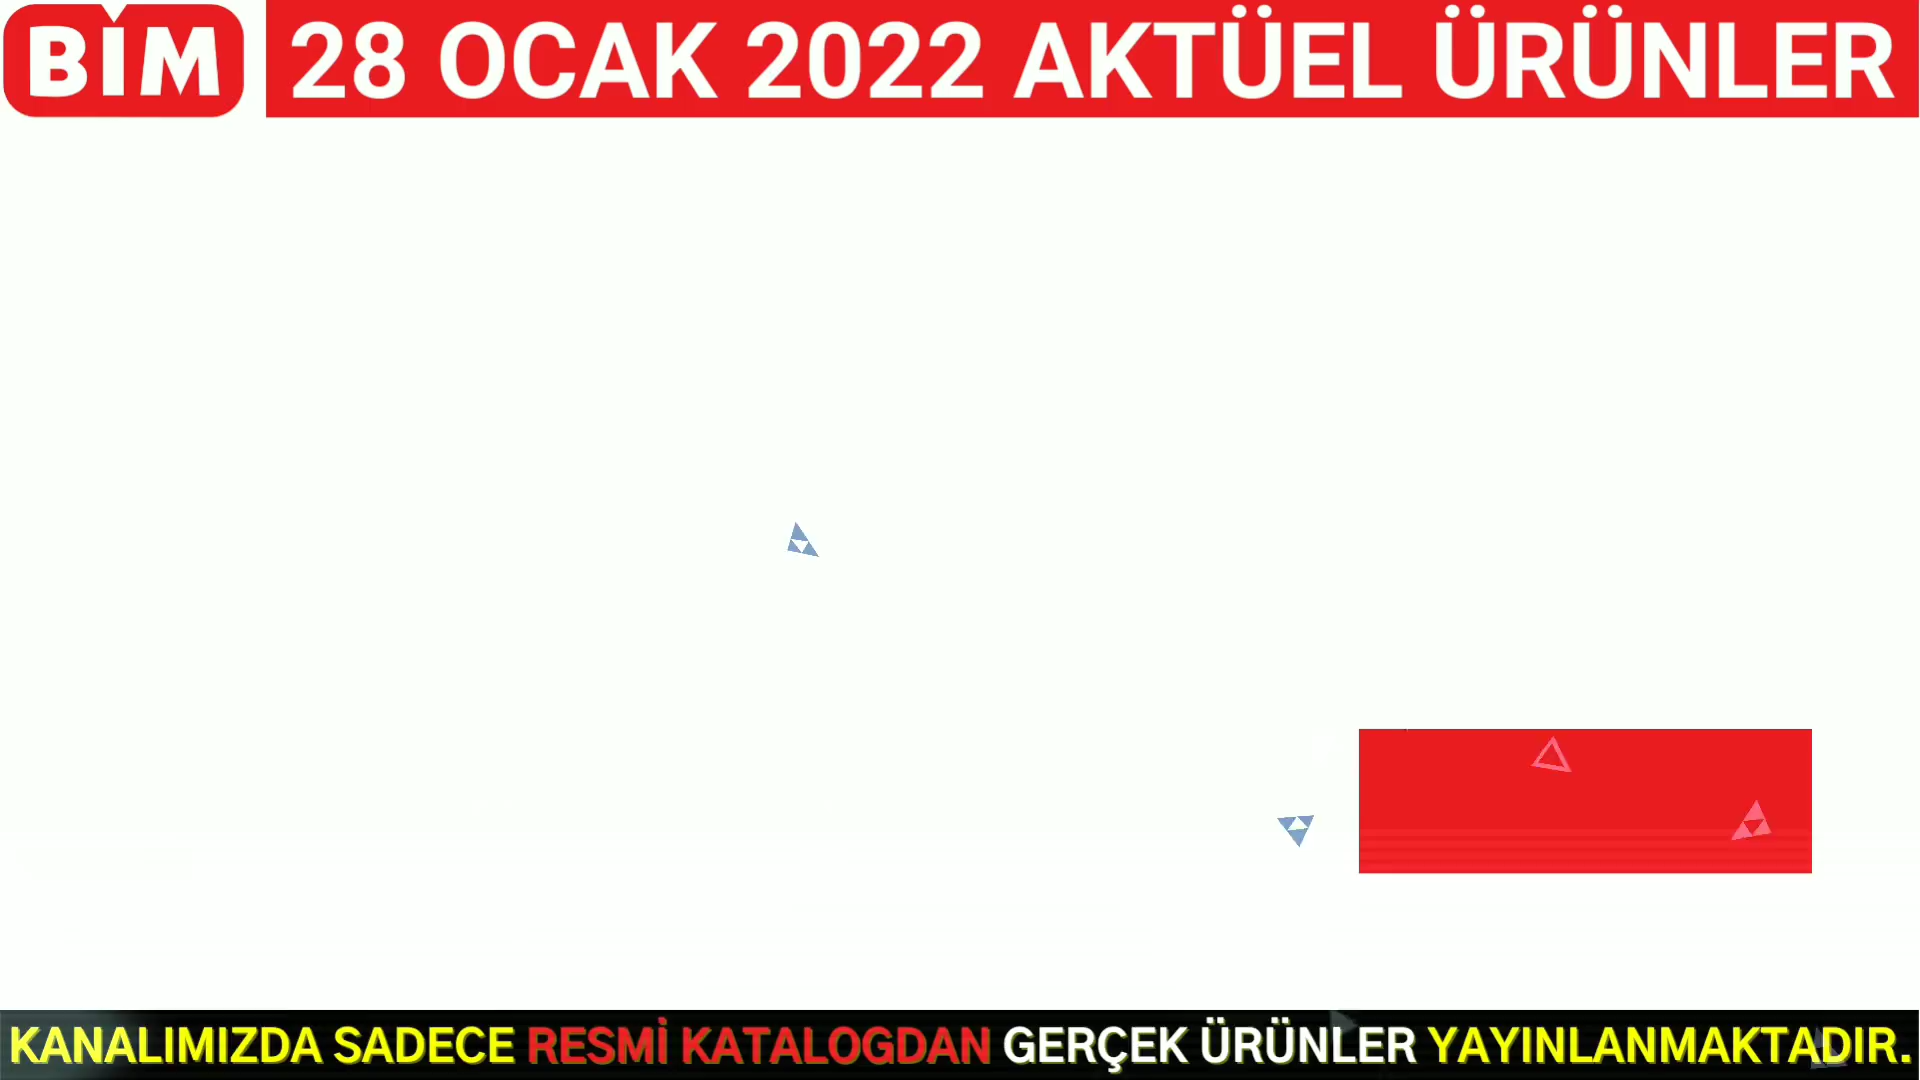 BİM 28 OCAK 2022 AKTÜEL ÜRÜNLER
KANALIMIZDA SADECE RESMİ KATALOGDAN GERÇEK ÜRÜNLER YAYINLANMAKTADIR.